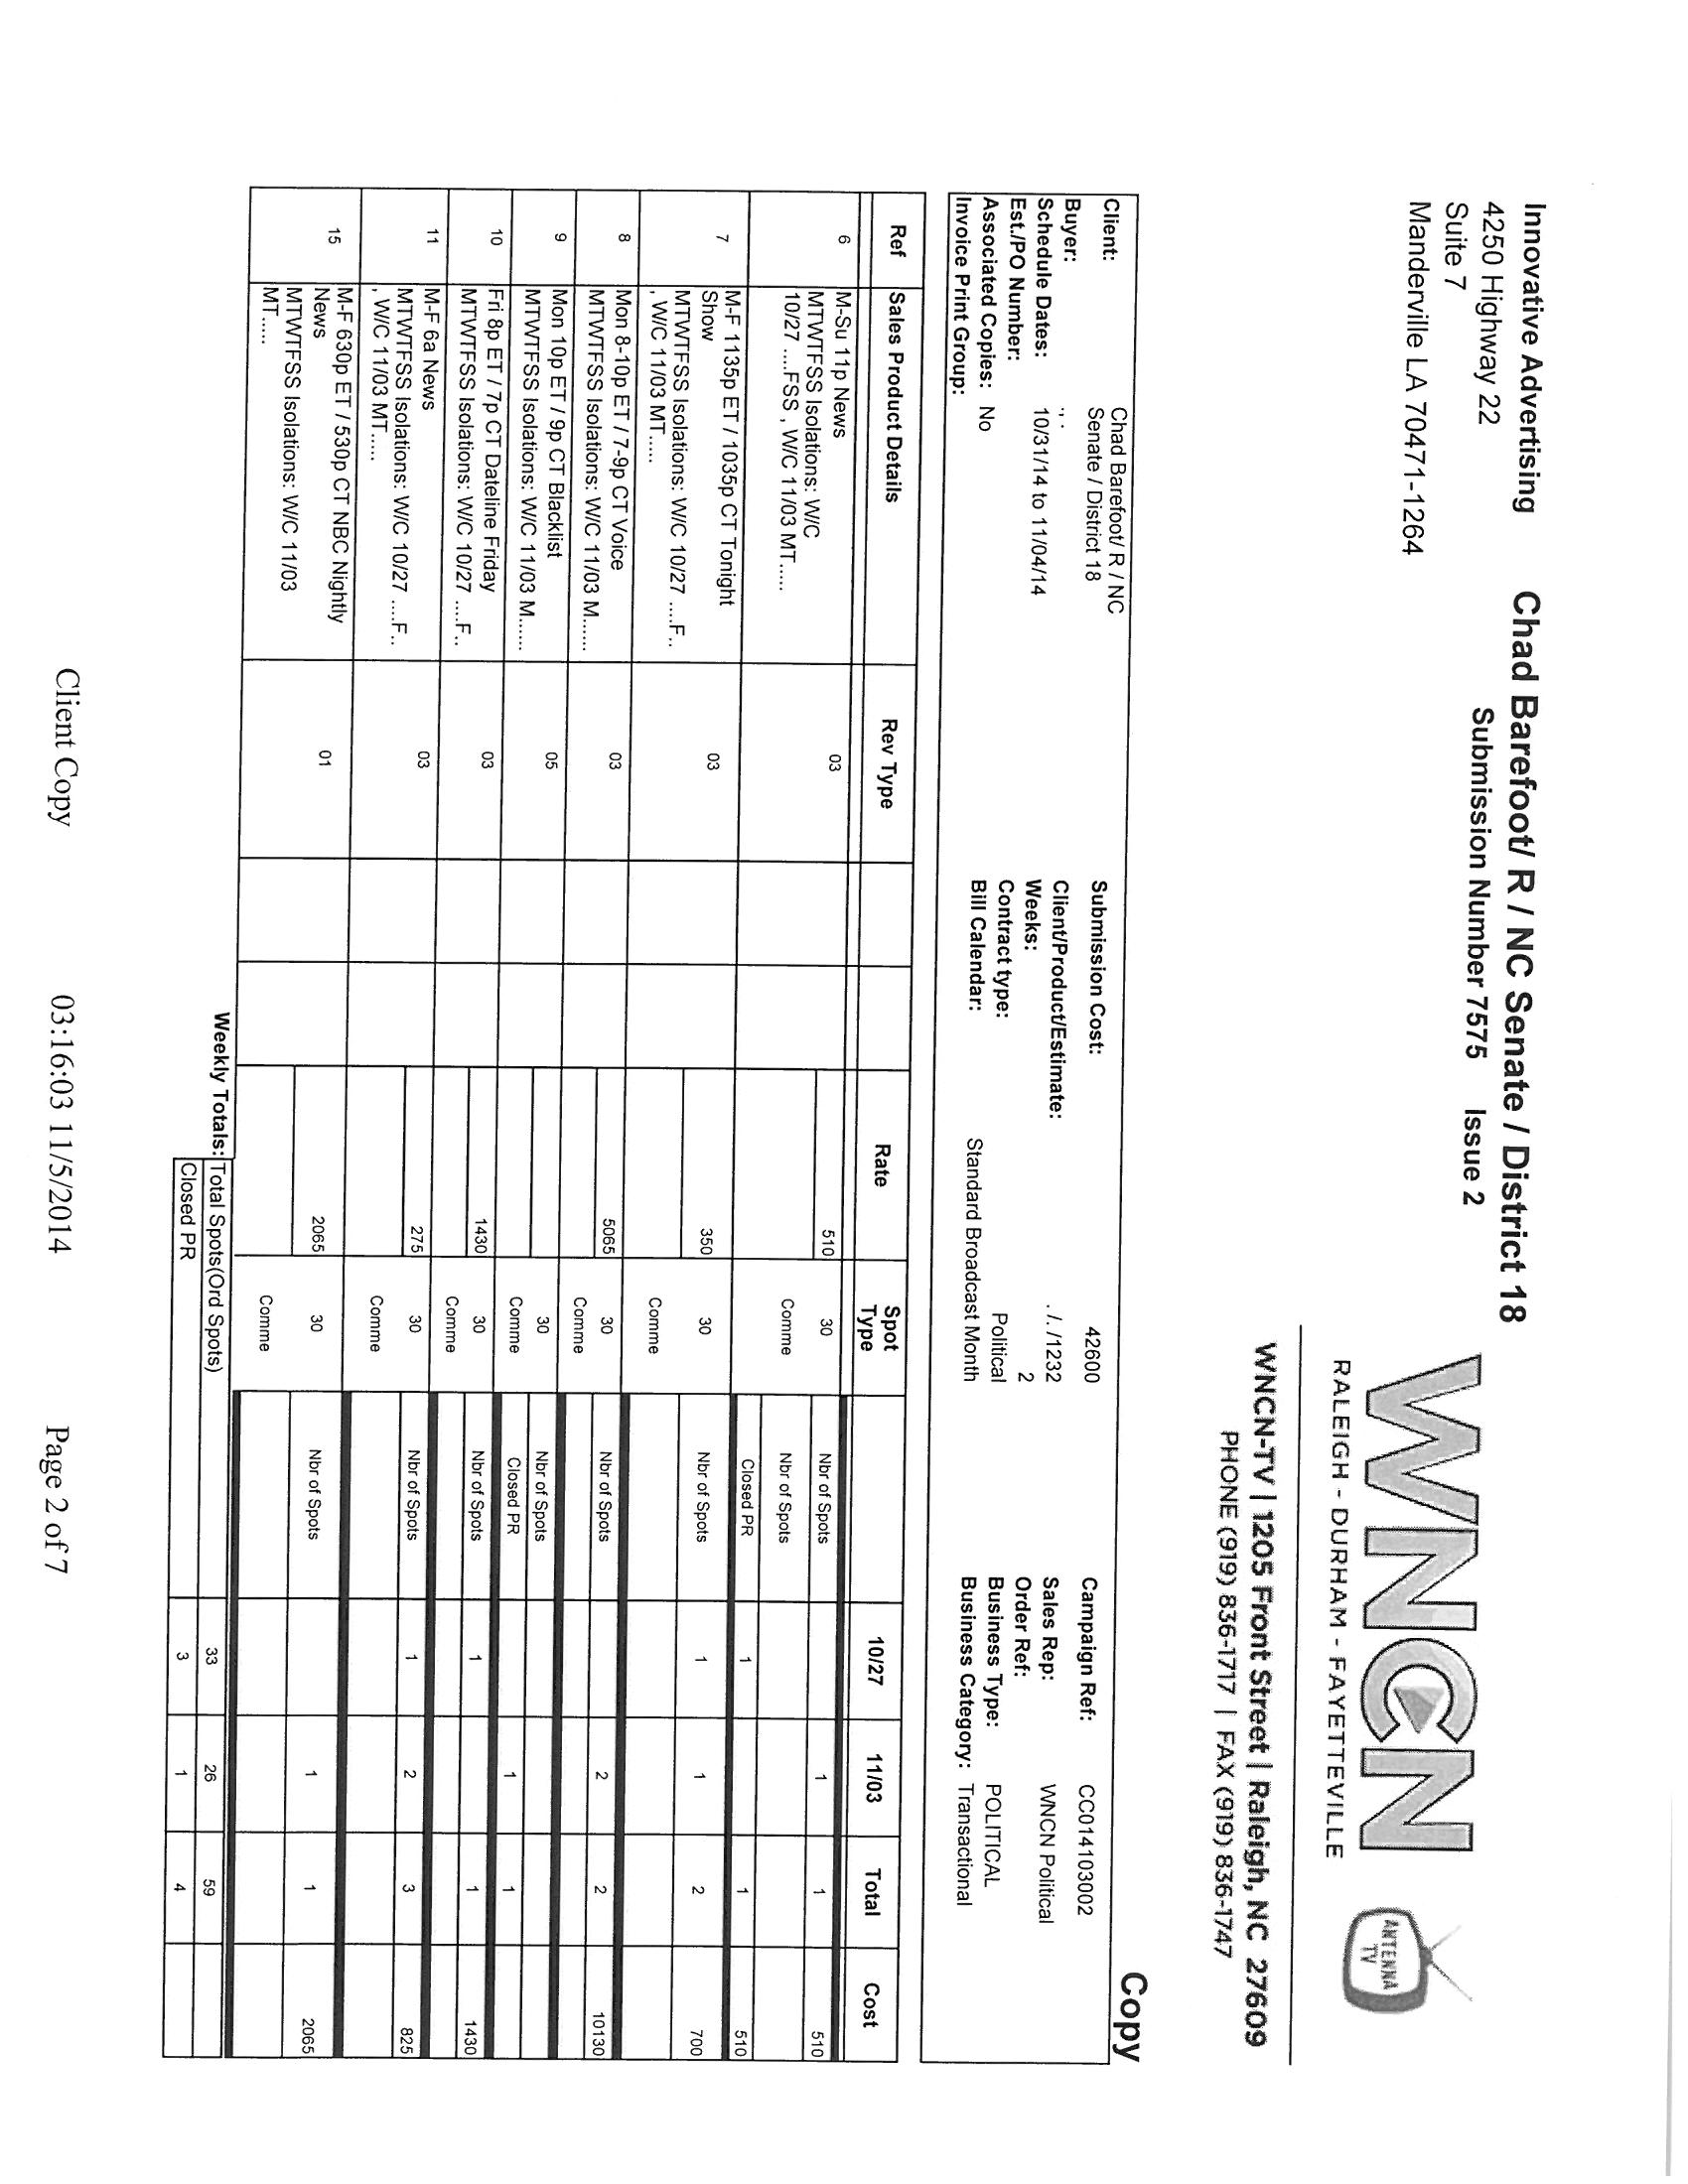 Innovative Advertising
4250 Highway 22
Suite 7
Manderville LA 70471-1264
Chad Barefoot/ R / NC Senate / District 18
Submission Number 7575 Issue 2
WNCN
ANTENNA TV
RALEIGH - DURHAM - FAYETTEVILLE
WNCN-TV | 1205 Front Street | Raleigh, NC 27609
PHONE (919) 836-1717 | FAX (919) 836-1747
Copy
Client: Chad Barefoot/ R / NC Senate / District 18
Buyer: ., .
Schedule Dates: 10/31/14 to 11/04/14
Est./PO Number:
Associated Copies: No
Invoice Print Group:
Submission Cost: 42600
Client/Product/Estimate: . /. /1232
Weeks: 2
Contract type: Political
Bill Calendar: Standard Broadcast Month
Campaign Ref: CC014103002
Sales Rep: WNCN Political
Order Ref:
Business Type: POLITICAL
Business Category: Transactional
Ref Sales Product Details Rev Type Rate Spot Type 10/27 11/03 Total Cost
6 M-Su 11p News 03 510 30 Nbr of Spots 1 1 510
MTWTFSS Isolations: W/C
10/27 ....FSS , W/C 11/03 MT.....
Comme Nbr of Spots
Closed PR 1 1 510
7 M-F 1135p ET / 1035p CT Tonight
Show 03 350 30 Nbr of Spots 1 1 2 700
MTWTFSS Isolations: W/C 10/27 ....F..
, W/C 11/03 MT.....
Comme
8 Mon 8-10p ET / 7-9p CT Voice 03 5065 30 Nbr of Spots 2 2 10130
MTWTFSS Isolations: W/C 11/03 M......
Comme
9 Mon 10p ET / 9p CT Blacklist 05 30 Nbr of Spots
MTWTFSS Isolations: W/C 11/03 M......
Comme Closed PR 1 1
10 Fri 8p ET / 7p CT Dateline Friday 03 1430 30 Nbr of Spots 1 1 1430
MTWTFSS Isolations: W/C 10/27 ....F..
Comme
11 M-F 6a News 03 275 30 Nbr of Spots 1 2 3 825
MTWTFSS Isolations: W/C 10/27 ....F..
, W/C 11/03 MT.....
Comme
15 M-F 630p ET / 530p CT NBC Nightly
News 01 2065 30 Nbr of Spots 1 1 2065
MTWTFSS Isolations: W/C 11/03
MT.....
Comme
Weekly Totals: Total Spots(Ord Spots) 33 26 59
Closed PR 3 1 4
Client Copy 03:16:03 11/5/2014 Page 2 of 7